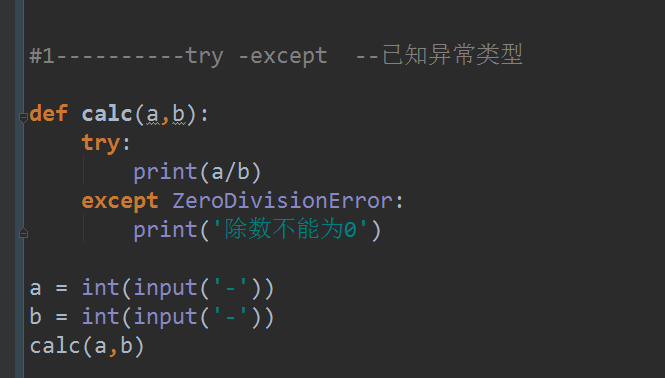 #1----------try -except  --已知异常类型
def calc(a,b):
    try:
        print(a/b)
    except ZeroDivisionError:
        print('除数不能为0')
a = int(input('-'))
b = int(input('-'))
calc(a,b)